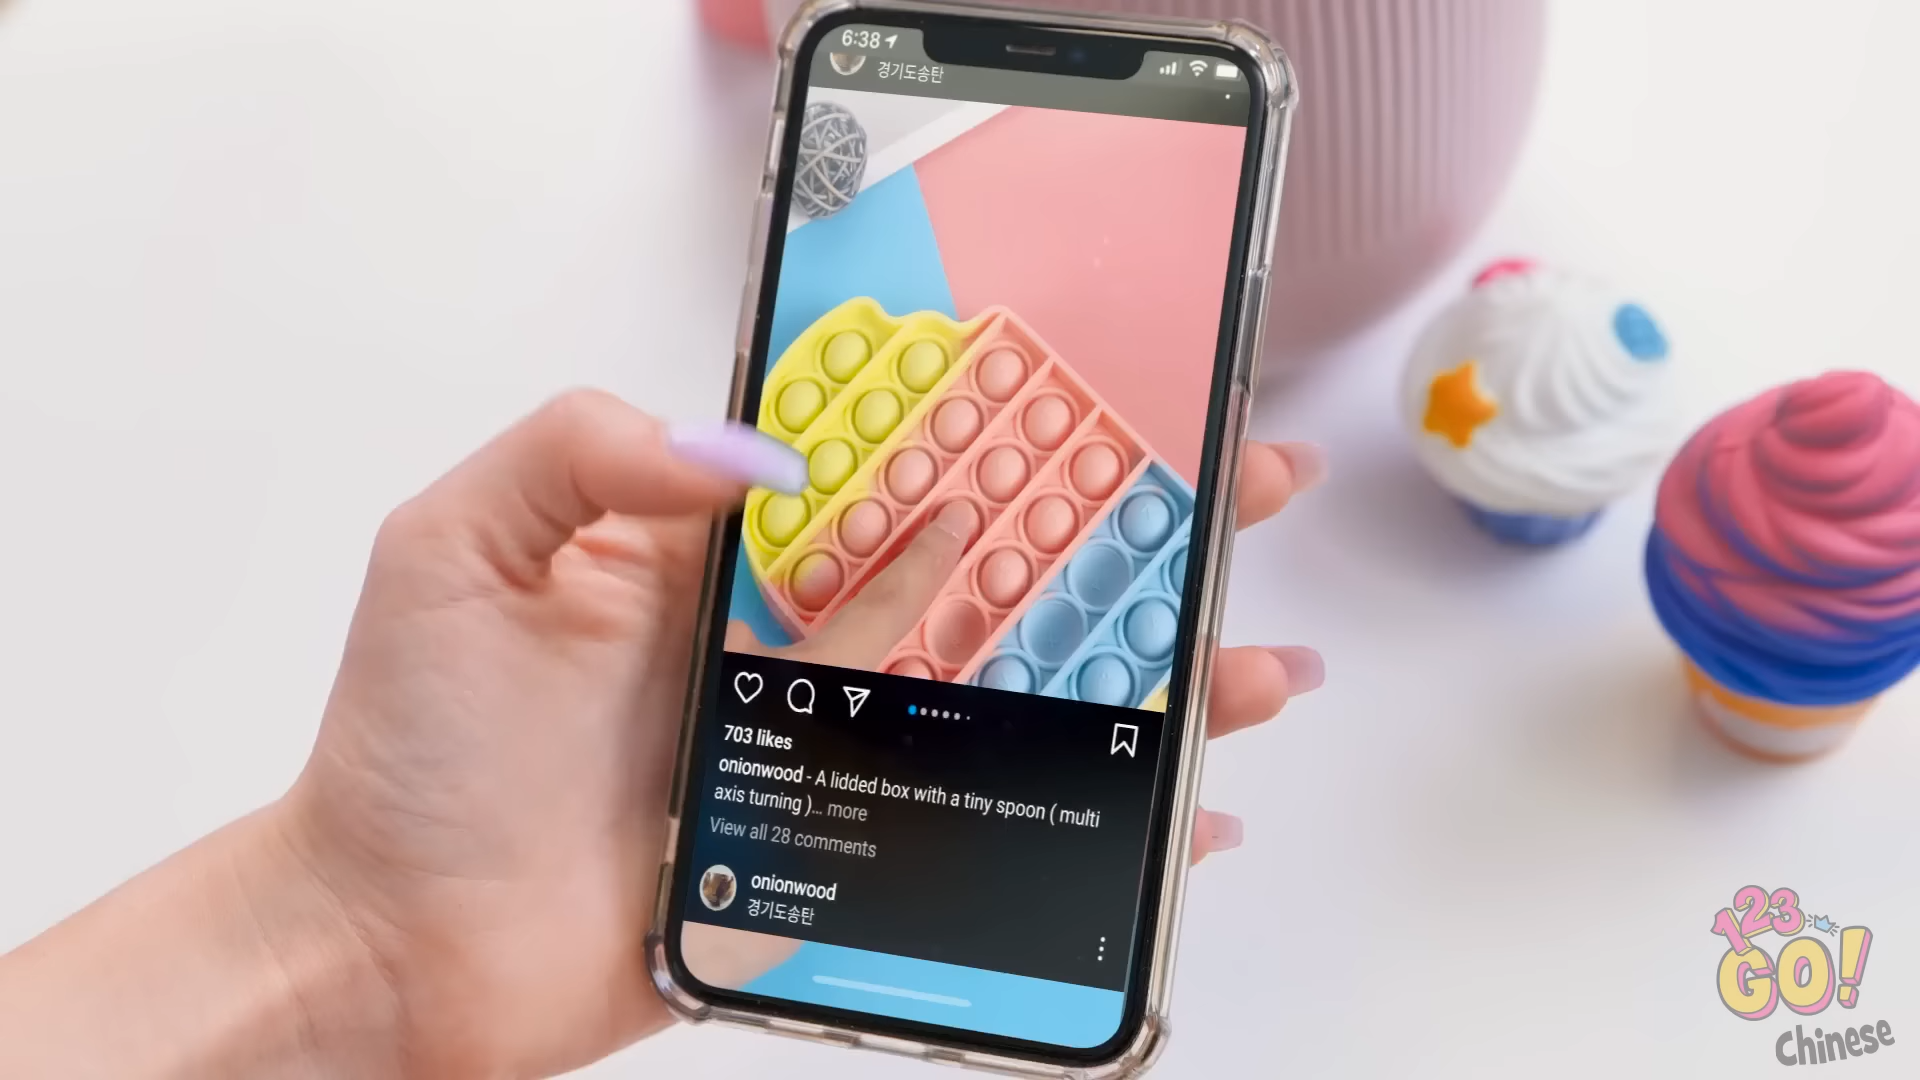 6:38
경기도송탄
703 likes
onionwood - A lidded box with a tiny spoon ( multi
axis turning )... more
View all 28 comments
onionwood
경기도송탄
123
GO!
Chinese